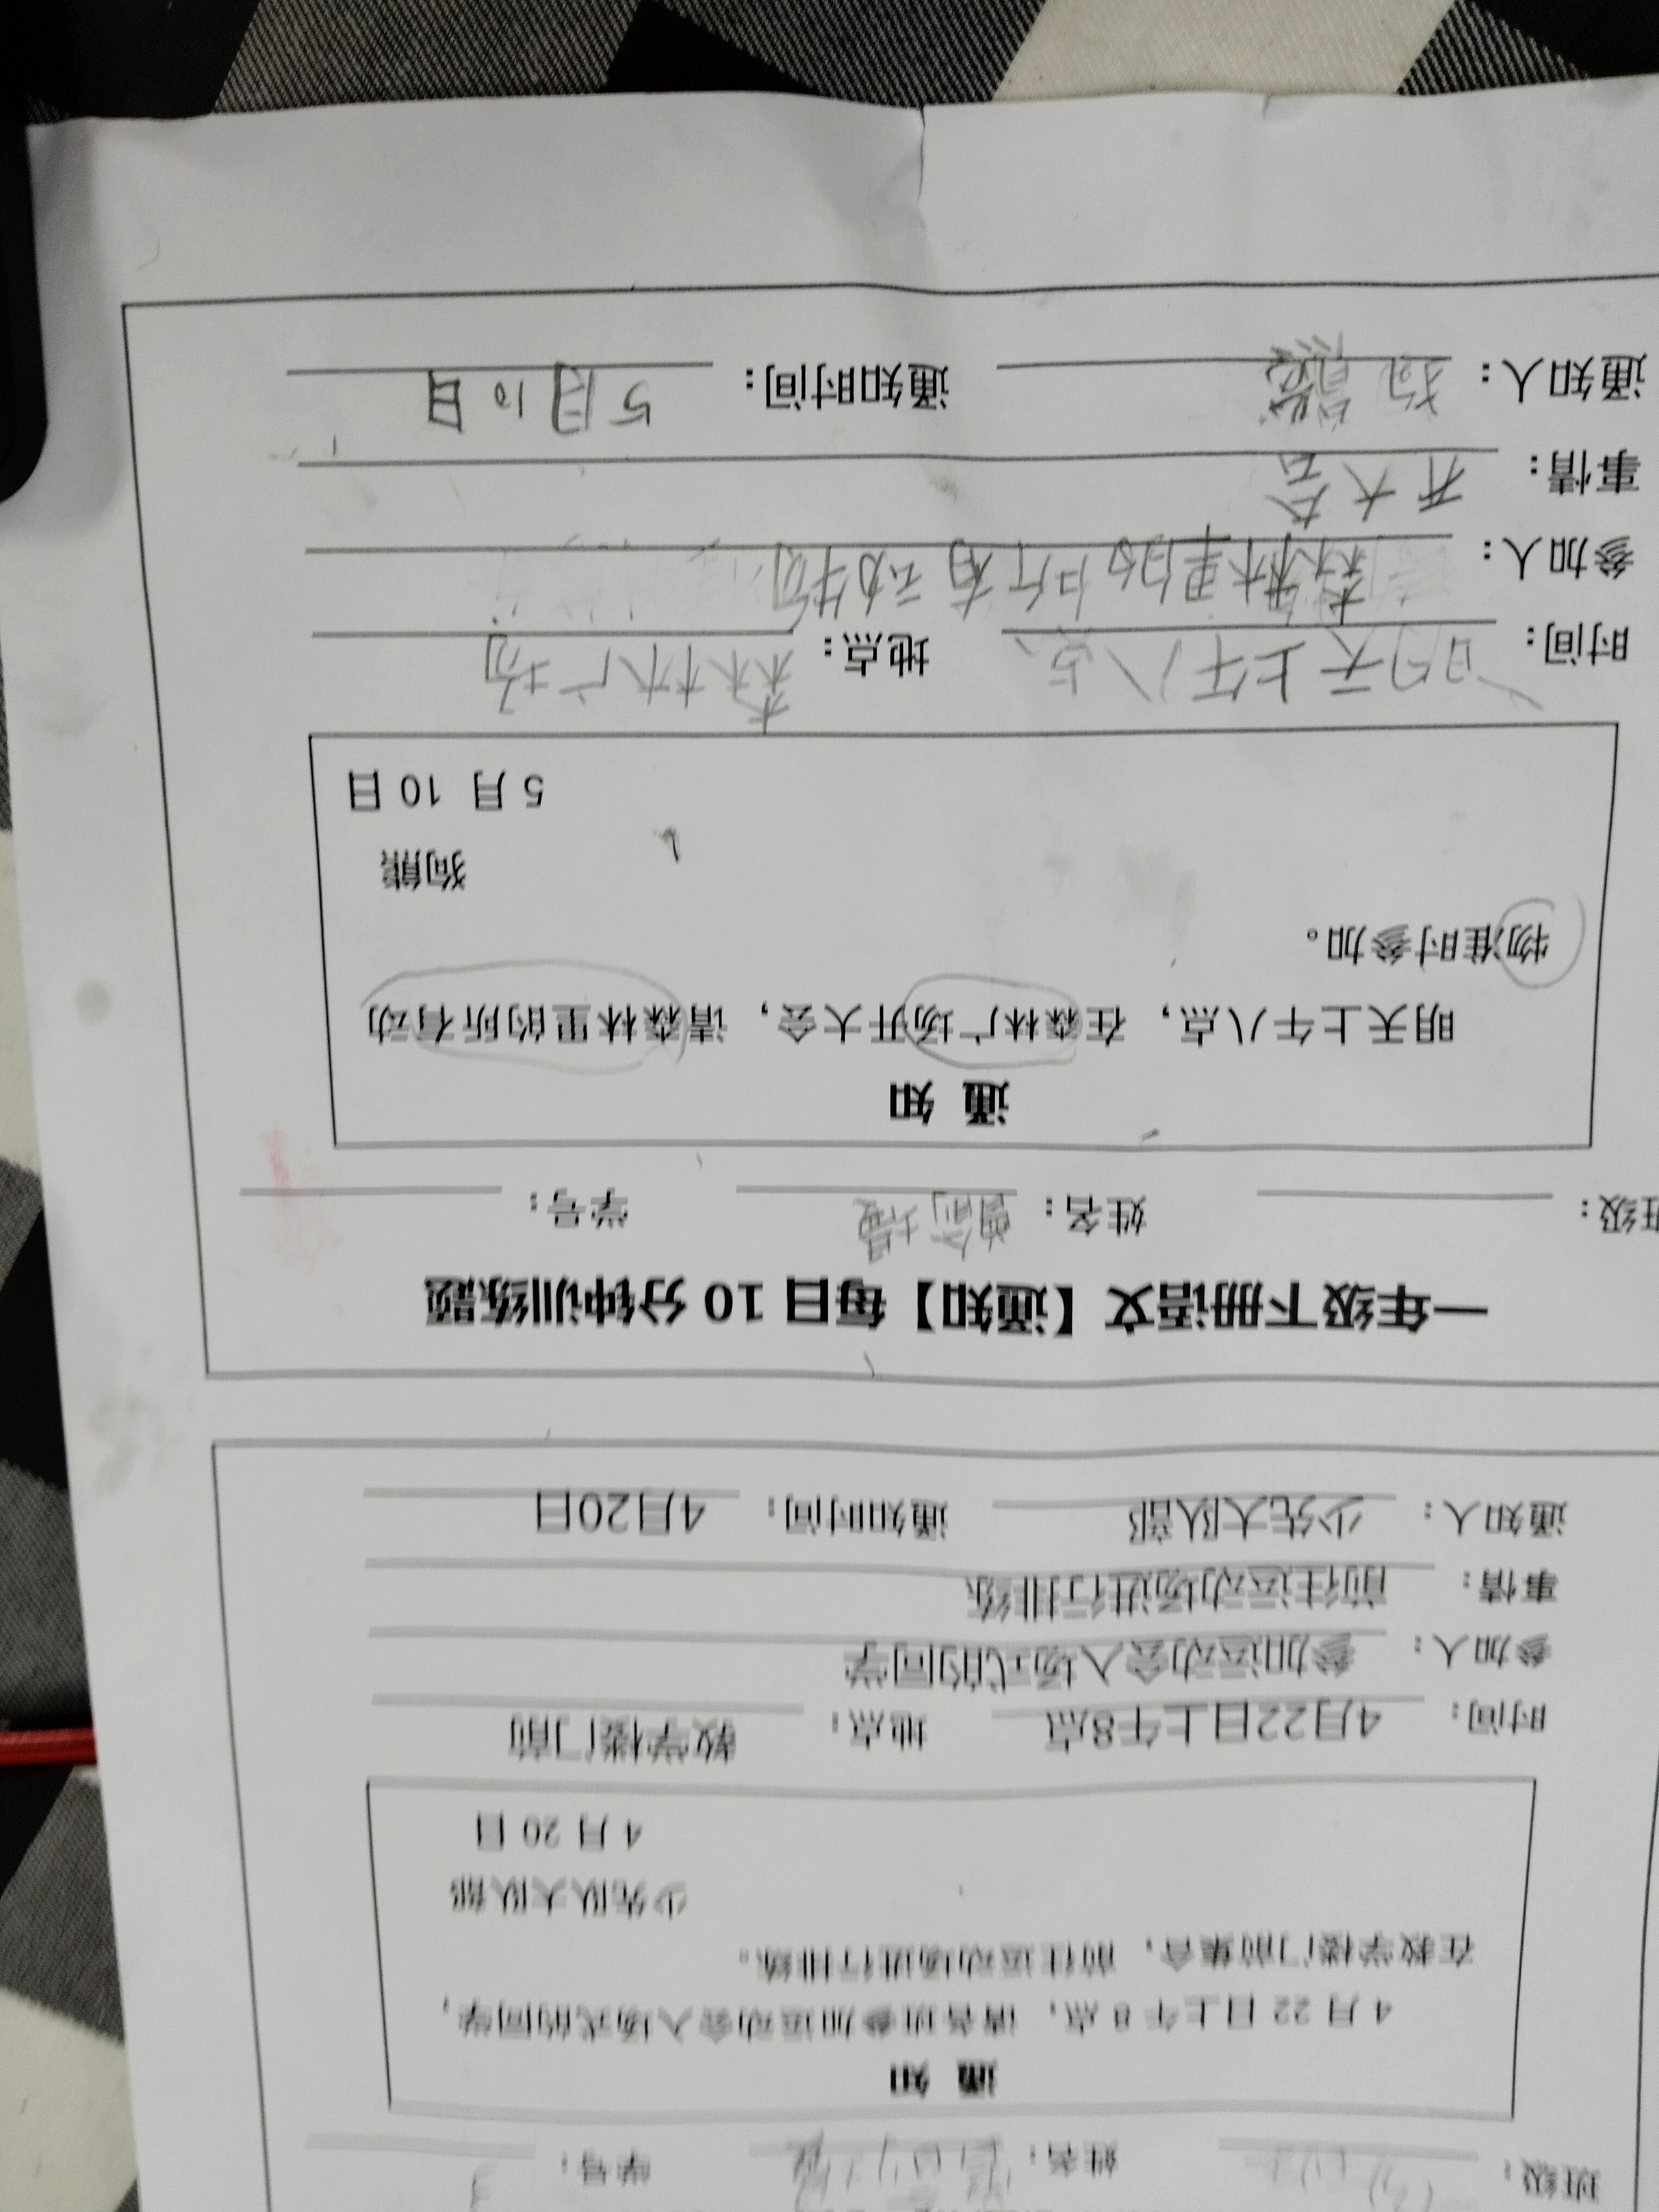 班级： 姓名： 学号：
通 知
4 月 22 日上午 8 点，请各班参加运动会入场式的同学，
在教学楼门前集合，前往运动场进行排练。
少先队大队部
4 月 20 日
时间： 4月22日上午8点 地点： 教学楼门前
参加人： 参加运动会入场式的同学
事情： 前往运动场进行排练
通知人： 少先大队部 通知时间： 4月20日
一年级下册语文【通知】每日 10 分钟训练题
班级： 姓名： 学号：
通 知
明天上午八点，在森林广场开大会，请森林里的所有动
物准时参加。
狗熊
5 月 10 日
时间： 明天上午八点 地点： 森林广场
参加人： 森林里的所有动物
事情： 开大会
通知人： 狗熊 通知时间： 5月10日